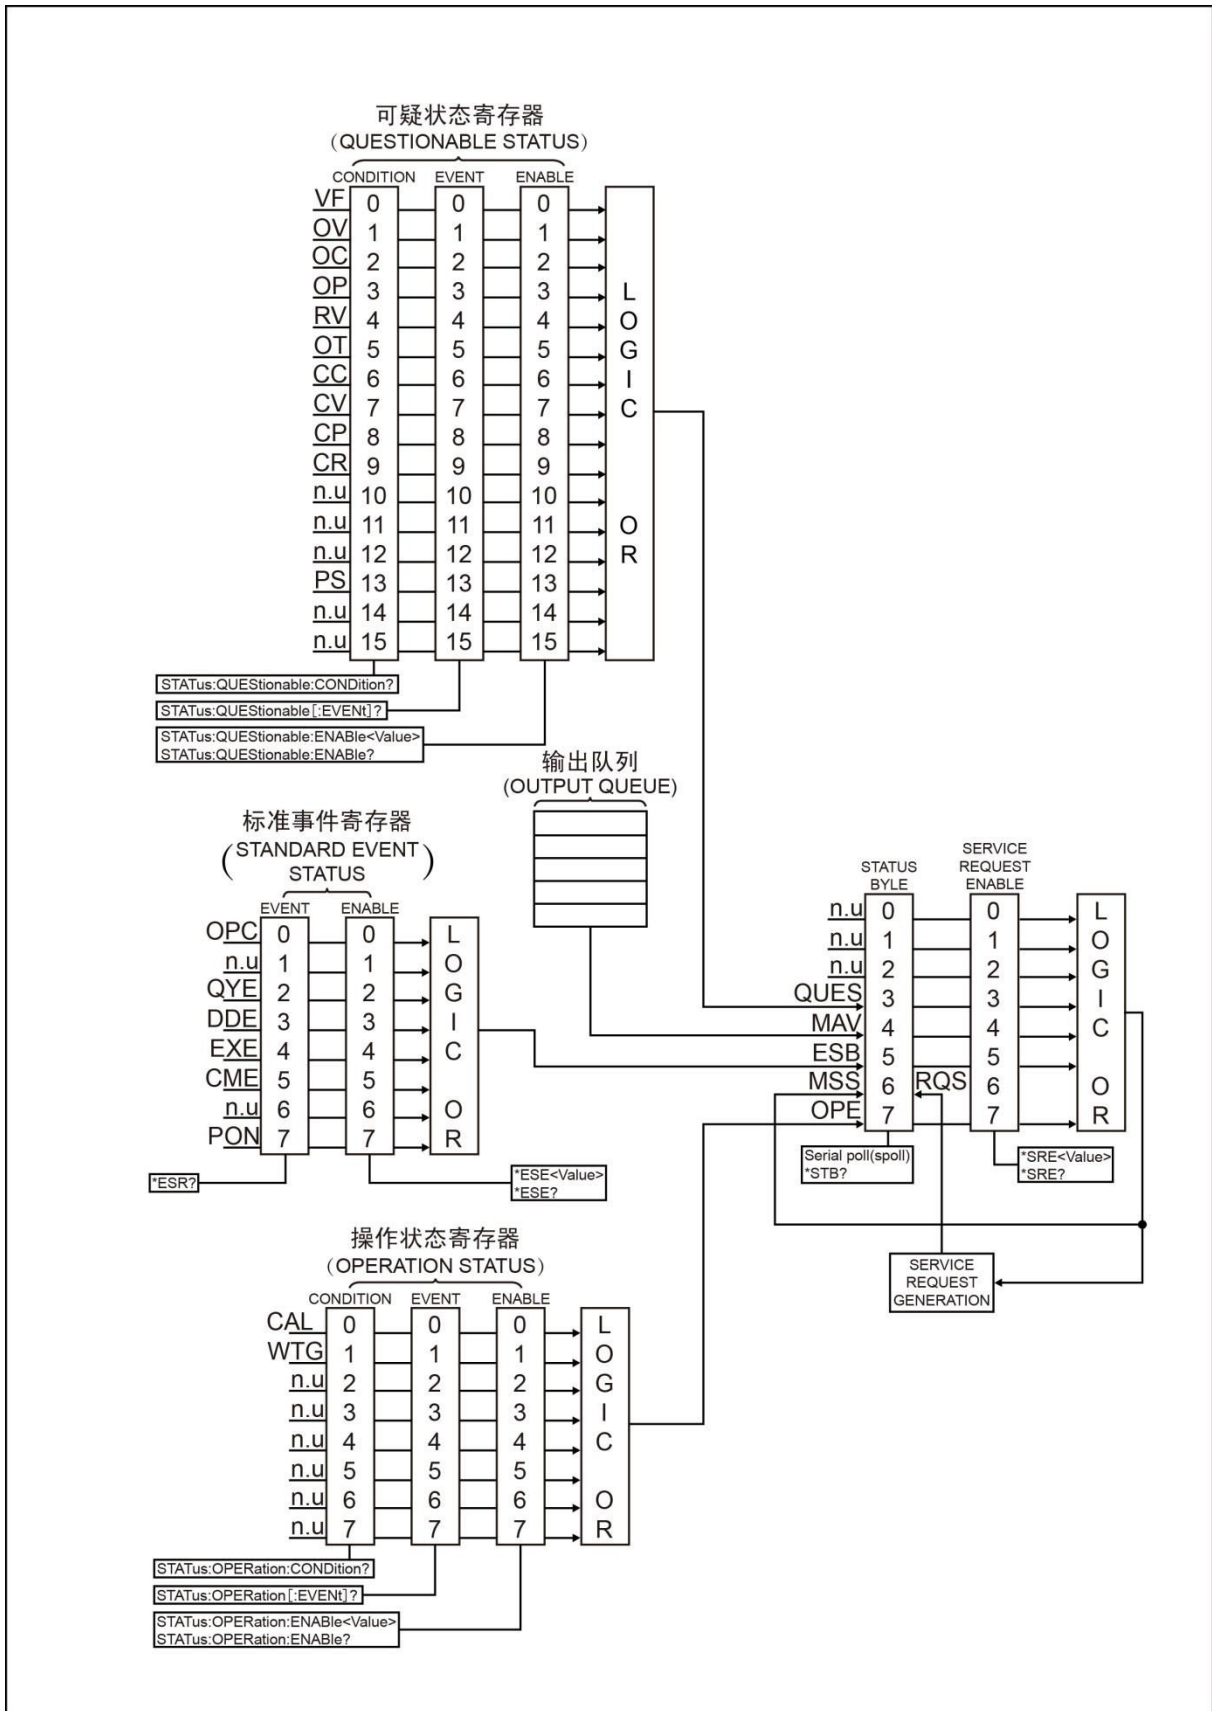 可疑状态寄存器
(QUESTIONABLE STATUS)
CONDITION EVENT ENABLE
VF 0 0 0
OV 1 1 1
OC 2 2 2
OP 3 3 3
RV 4 4 4
OT 5 5 5
CC 6 6 6
CV 7 7 7
CP 8 8 8
CR 9 9 9
n.u 10 10 10
n.u 11 11 11
n.u 12 12 12
PS 13 13 13
n.u 14 14 14
n.u 15 15 15
LOGIC OR
STATus:QUEStionable:CONDition?
STATus:QUEStionable[:EVENt]?
STATus:QUEStionable:ENABle<Value>
STATus:QUEStionable:ENABle?
输出队列
(OUTPUT QUEUE)
标准事件寄存器
(STANDARD EVENT
STATUS)
EVENT ENABLE
OPC 0 0
n.u 1 1
QYE 2 2
DDE 3 3
EXE 4 4
CME 5 5
n.u 6 6
PON 7 7
LOGIC OR
*ESR?
*ESE<Value>
*ESE?
STATUS
BYLE
SERVICE
REQUEST
ENABLE
n.u 0 0
n.u 1 1
n.u 2 2
QUES 3 3
MAV 4 4
ESB 5 5
MSS 6 RQS 6
OPE 7 7
LOGIC OR
Serial poll(spoll)
*STB?
*SRE<Value>
*SRE?
SERVICE
REQUEST
GENERATION
操作状态寄存器
(OPERATION STATUS)
CONDITION EVENT ENABLE
CAL 0 0 0
WTG 1 1 1
n.u 2 2 2
n.u 3 3 3
n.u 4 4 4
n.u 5 5 5
n.u 6 6 6
n.u 7 7 7
LOGIC OR
STATus:OPERation:CONDition?
STATus:OPERation[:EVENt]?
STATus:OPERation:ENABle<Value>
STATus:OPERation:ENABle?